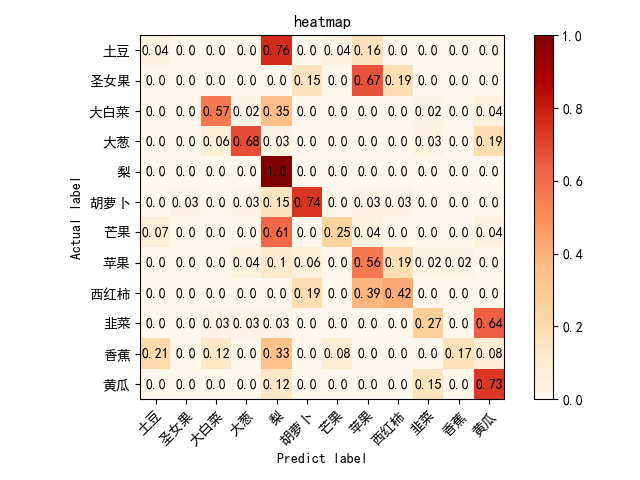 heatmap
土豆 0.04 0.0 0.0 0.0 0.76 0.0 0.04 0.16 0.0 0.0 0.0 0.0
圣女果 0.0 0.0 0.0 0.0 0.0 0.15 0.0 0.67 0.19 0.0 0.0 0.0
大白菜 0.0 0.0 0.57 0.02 0.35 0.0 0.0 0.0 0.0 0.02 0.0 0.04
大葱 0.0 0.0 0.06 0.68 0.03 0.0 0.0 0.0 0.0 0.03 0.0 0.19
梨 0.0 0.0 0.0 0.0 1.0 0.0 0.0 0.0 0.0 0.0 0.0 0.0
胡萝卜 0.0 0.03 0.0 0.03 0.15 0.74 0.0 0.03 0.03 0.0 0.0 0.0
芒果 0.07 0.0 0.0 0.0 0.61 0.0 0.25 0.04 0.0 0.0 0.0 0.04
苹果 0.0 0.0 0.0 0.04 0.1 0.06 0.0 0.56 0.19 0.02 0.02 0.0
西红柿 0.0 0.0 0.0 0.0 0.0 0.19 0.0 0.39 0.42 0.0 0.0 0.0
韭菜 0.0 0.0 0.03 0.03 0.03 0.0 0.0 0.0 0.0 0.27 0.0 0.64
香蕉 0.21 0.0 0.12 0.0 0.33 0.0 0.08 0.0 0.0 0.0 0.17 0.08
黄瓜 0.0 0.0 0.0 0.0 0.12 0.0 0.0 0.0 0.0 0.15 0.0 0.73
土豆 圣女果 大白菜 大葱 梨 胡萝卜 芒果 苹果 西红柿 韭菜 香蕉 黄瓜
Predict label
Actual label
1.0
0.8
0.6
0.4
0.2
0.0